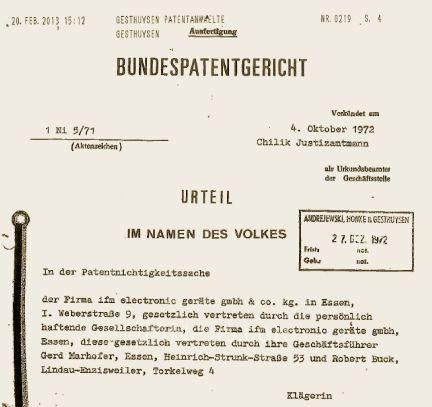 20. FEB. 2013 15:12 GESTHUYSEN PATENTANWAELTE NR. 0219 S. 4
GESTHUYSEN Ausfertigung
BUNDESPATENTGERICHT
Verkündet am
1 Ni 5/71 4. Oktober 1972
(Aktenzeichen) Chilik Justizamtmann
als Urkundsbeamter
der Geschäftsstelle
URTEIL
IM NAMEN DES VOLKES
ANDREJEWSKI, HONKE & GESTHUYSEN
27. DEZ. 1972
Frist: not.
Geb.: not.
In der Patentnichtigkeitssache
der Firma ifm electronic geräte gmbh & co. kg. in Essen,
I. Weberstraße 9, gesetzlich vertreten durch die persönlich
haftende Gesellschafterin, die Firma ifm electronic geräte gmbh,
Essen, diese gesetzlich vertreten durch ihre Geschäftsführer
Gerd Marhofer, Essen, Heinrich-Strunk-Straße 53 und Robert Buck,
Lindau-Enzisweiler, Torkelweg 4
Klägerin